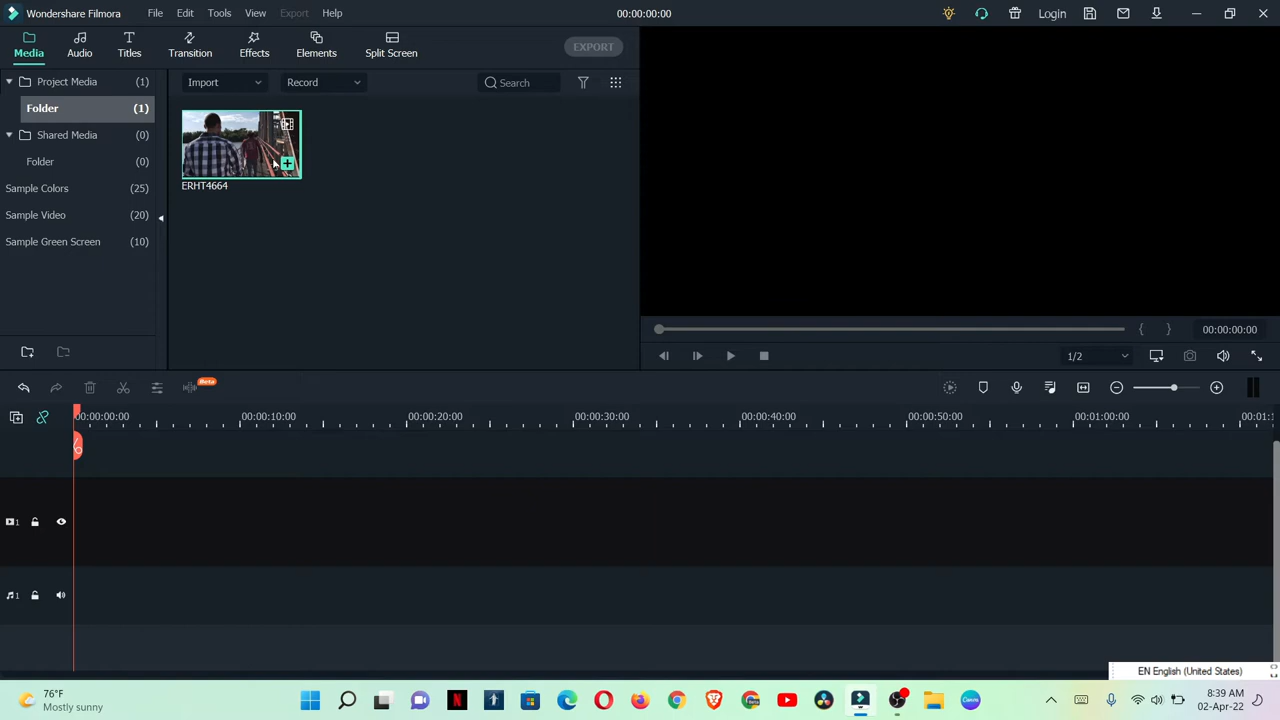 Wondershare Filmora File Edit Tools View Export Help 00:00:00:00 Login
Media Audio Titles Transition Effects Elements Split Screen EXPORT
Project Media (1) Import Record Search
Folder (1)
Shared Media (0)
Folder (0)
Sample Colors (25)
Sample Video (20)
Sample Green Screen (10)
ERHT4664
00:00:00:00
1/2
Beta
00:00:00:00 00:00:10:00 00:00:20:00 00:00:30:00 00:00:40:00 00:00:50:00 00:01:00:00 00:01:1
1
1
EN English (United States)
76°F
Mostly sunny
Beta
8:39 AM
02-Apr-22